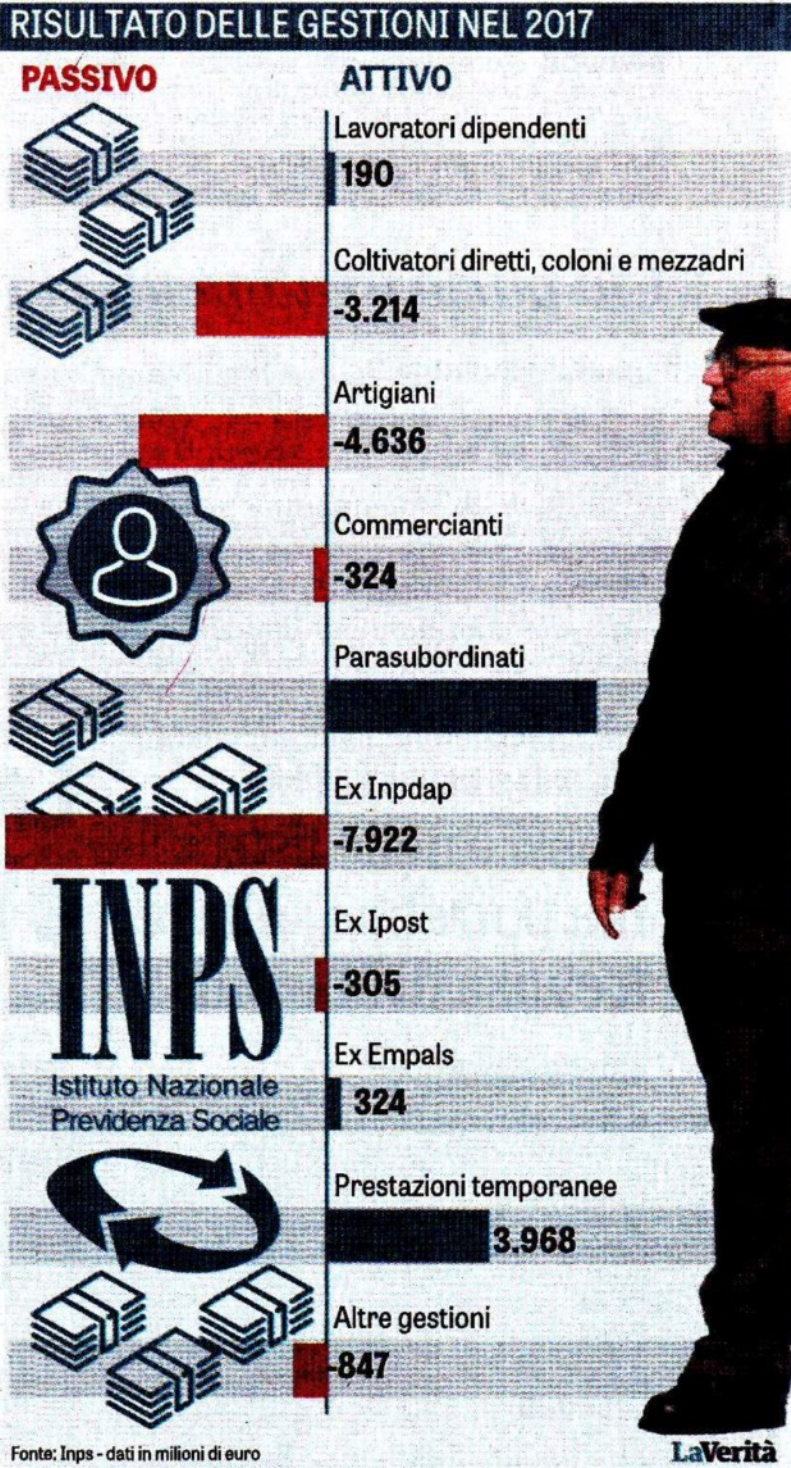 RISULTATO DELLE GESTIONI NEL 2017
PASSIVO ATTIVO
Lavoratori dipendenti
190
Coltivatori diretti, coloni e mezzadri
-3.214
Artigiani
-4.636
Commercianti
-324
Parasubordinati
Ex Inpdap
-7.922
INPS
Istituto Nazionale
Previdenza Sociale
Ex Ipost
-305
Ex Empals
324
Prestazioni temporanee
3.968
Altre gestioni
-847
Fonte: Inps - dati in milioni di euro
LaVerità